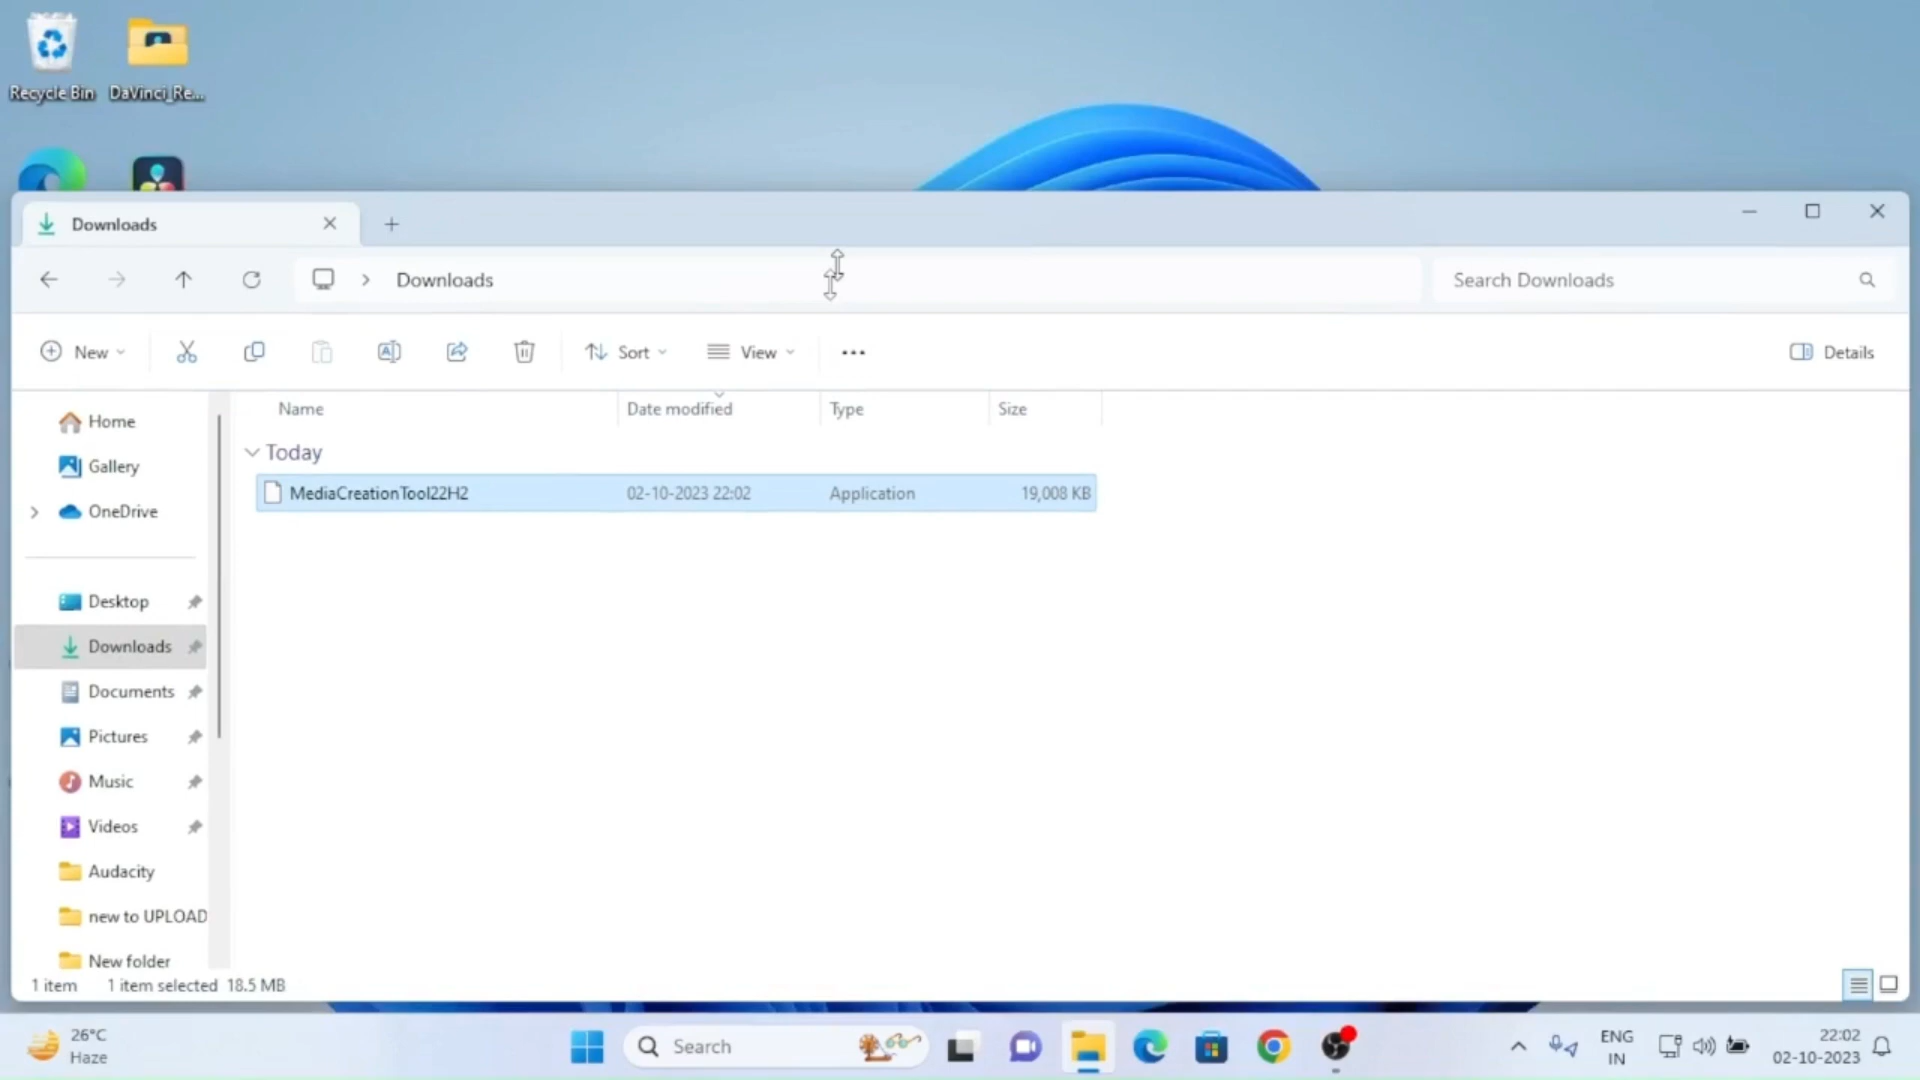 Recycle Bin
DaVinci_Re...
Downloads
Downloads
Search Downloads
New
Sort
View
Details
Name
Date modified
Type
Size
Today
MediaCreationTool22H2
02-10-2023 22:02
Application
19,008 KB
Home
Gallery
OneDrive
Desktop
Downloads
Documents
Pictures
Music
Videos
Audacity
new to UPLOAD
New folder
1 item
1 item selected
18.5 MB
26°C
Haze
Search
ENG
IN
22:02
02-10-2023